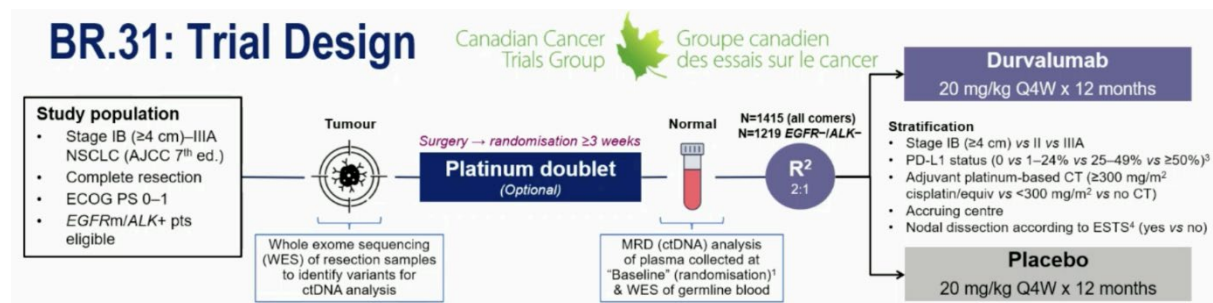 BR.31: Trial Design
Canadian Cancer
Trials Group
Groupe canadien
des essais sur le cancer
Study population
• Stage IB (≥4 cm)–IIIA
NSCLC (AJCC 7th ed.)
• Complete resection
• ECOG PS 0–1
• EGFRm/ALK+ pts
eligible
Tumour
Whole exome sequencing
(WES) of resection samples
to identify variants for
ctDNA analysis
Surgery → randomisation ≥3 weeks
Platinum doublet
(Optional)
Normal
MRD (ctDNA) analysis
of plasma collected at
"Baseline" (randomisation)¹
& WES of germline blood
N=1415 (all comers)
N=1219 EGFR−/ALK−
R²
2:1
Durvalumab
20 mg/kg Q4W x 12 months
Stratification
• Stage IB (≥4 cm) vs II vs IIIA
• PD-L1 status (0 vs 1–24% vs 25–49% vs ≥50%)³
• Adjuvant platinum-based CT (≥300 mg/m²
cisplatin/equiv vs <300 mg/m² vs no CT)
• Accruing centre
• Nodal dissection according to ESTS⁴ (yes vs no)
Placebo
20 mg/kg Q4W x 12 months